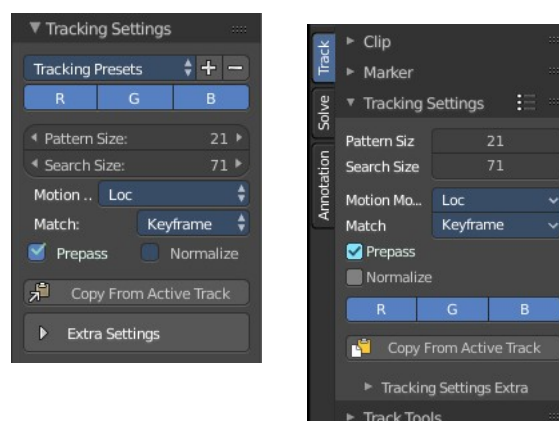 Tracking Settings
Tracking Presets
R G B
Pattern Size: 21
Search Size: 71
Motion .. Loc
Match: Keyframe
Prepass Normalize
Copy From Active Track
Extra Settings
Track
Solve
Annotation
Clip
Marker
Tracking Settings
Pattern Siz 21
Search Size 71
Motion Mo... Loc
Match Keyframe
Prepass
Normalize
R G B
Copy From Active Track
Tracking Settings Extra
Track Tools